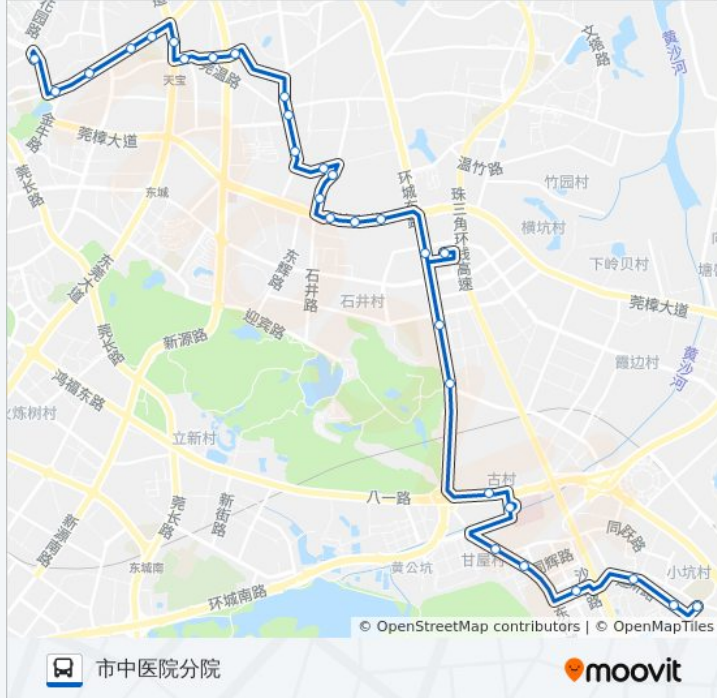 花园路
黄沙河
文塔路
天宝
莞温路
金牛路
莞樟大道
温竹路
环城东路
珠三角环线高速
竹园村
东城
莞长路
横坑村
下岭贝村
东莞大道
东辉路
石井路
石井村
莞樟大道
迎宾路
新源路
莞长路
黄沙河
霞边村
鸿福东路
火炼树村
立新村
古村
八一路
莞长路
新街路
新源南路
同跃路
东城南
黄公坑
甘屋村
小坑村
环城南路
© OpenStreetMap contributors | © OpenMapTiles
市中医院分院
moovit